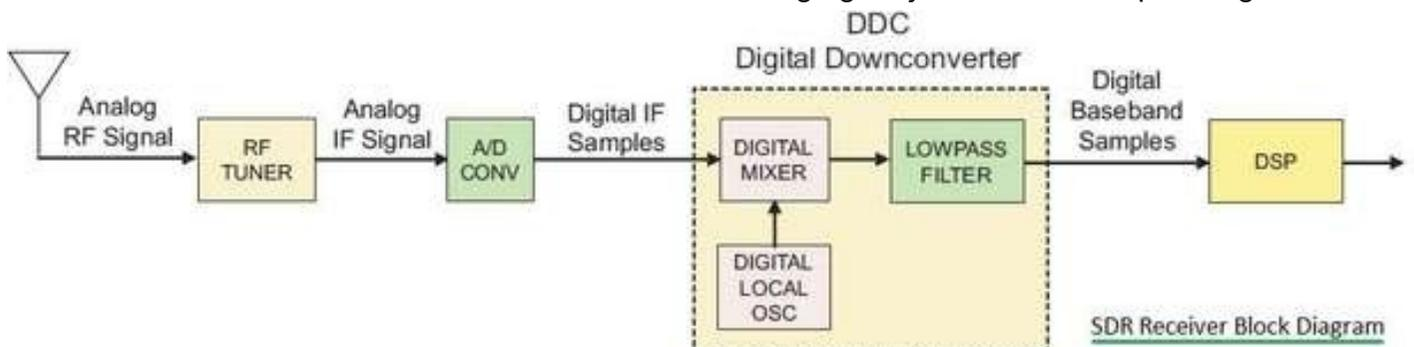 DDC
Digital Downconverter
Analog
RF Signal
RF
TUNER
Analog
IF Signal
A/D
CONV
Digital IF
Samples
DIGITAL
MIXER
DIGITAL
LOCAL
OSC
LOWPASS
FILTER
Digital
Baseband
Samples
DSP
SDR Receiver Block Diagram